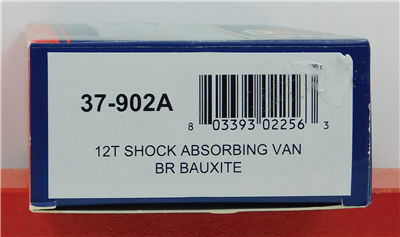 37-902A
8 03393 02256 3
12T SHOCK ABSORBING VAN
BR BAUXITE